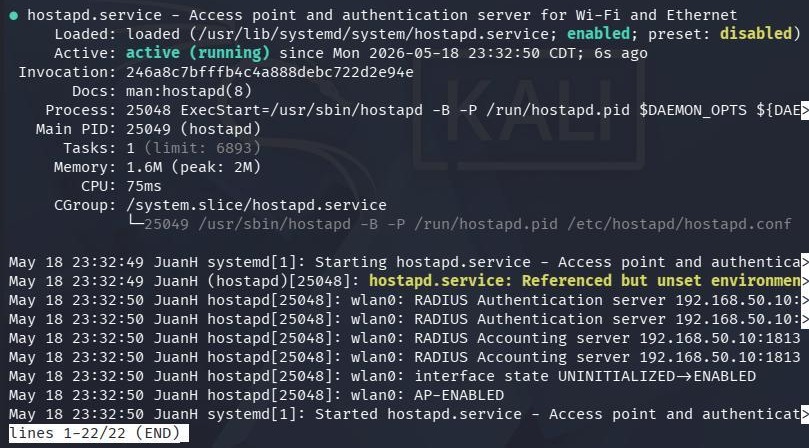 ● hostapd.service - Access point and authentication server for Wi-Fi and Ethernet
     Loaded: loaded (/usr/lib/systemd/system/hostapd.service; enabled; preset: disabled)
     Active: active (running) since Mon 2026-05-18 23:32:50 CDT; 6s ago
 Invocation: 246a8c7bfffb4c4a888debc722d2e94e
       Docs: man:hostapd(8)
    Process: 25048 ExecStart=/usr/sbin/hostapd -B -P /run/hostapd.pid $DAEMON_OPTS ${DAE>
   Main PID: 25049 (hostapd)
      Tasks: 1 (limit: 6893)
     Memory: 1.6M (peak: 2M)
        CPU: 75ms
     CGroup: /system.slice/hostapd.service
             └─25049 /usr/sbin/hostapd -B -P /run/hostapd.pid /etc/hostapd/hostapd.conf
May 18 23:32:49 JuanH systemd[1]: Starting hostapd.service - Access point and authentica>
May 18 23:32:49 JuanH (hostapd)[25048]: hostapd.service: Referenced but unset environmen>
May 18 23:32:50 JuanH hostapd[25048]: wlan0: RADIUS Authentication server 192.168.50.10:>
May 18 23:32:50 JuanH hostapd[25048]: wlan0: RADIUS Authentication server 192.168.50.10:>
May 18 23:32:50 JuanH hostapd[25048]: wlan0: RADIUS Accounting server 192.168.50.10:1813
May 18 23:32:50 JuanH hostapd[25048]: wlan0: RADIUS Accounting server 192.168.50.10:1813
May 18 23:32:50 JuanH hostapd[25048]: wlan0: interface state UNINITIALIZED->ENABLED
May 18 23:32:50 JuanH hostapd[25048]: wlan0: AP-ENABLED
May 18 23:32:50 JuanH systemd[1]: Started hostapd.service - Access point and authenticat>
lines 1-22/22 (END)
KALI